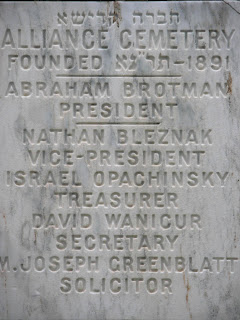 חברה קדישא
ALLIANCE CEMETERY
FOUNDED תר״נא-1891
ABRAHAM BROTMAN
PRESIDENT
NATHAN BLEZNAK
VICE-PRESIDENT
ISRAEL OPACHINSKY
TREASURER
DAVID WANICUR
SECRETARY
M. JOSEPH GREENBLATT
SOLICITOR